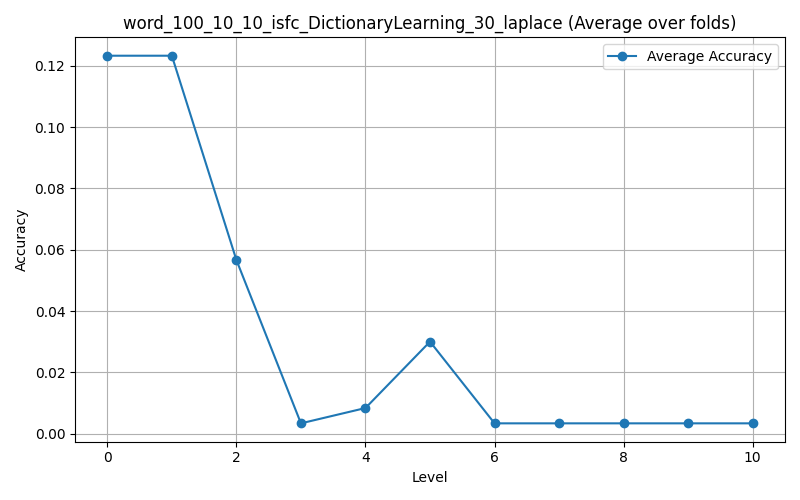 word_100_10_10_isfc_DictionaryLearning_30_laplace (Average over folds)
Average Accuracy
Accuracy
0.12
0.10
0.08
0.06
0.04
0.02
0.00
0 2 4 6 8 10
Level